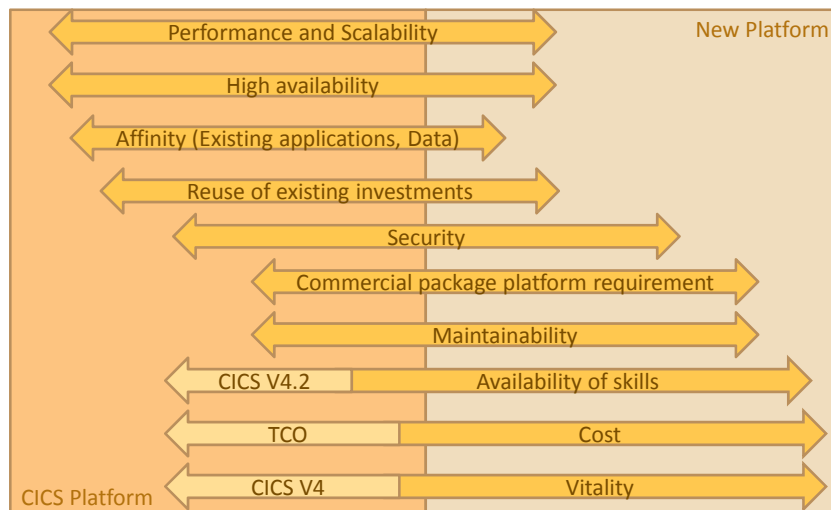 Performance and Scalability
New Platform
High availability
Affinity (Existing applications, Data)
Reuse of existing investments
Security
Commercial package platform requirement
Maintainability
CICS V4.2 Availability of skills
TCO Cost
CICS V4 Vitality
CICS Platform